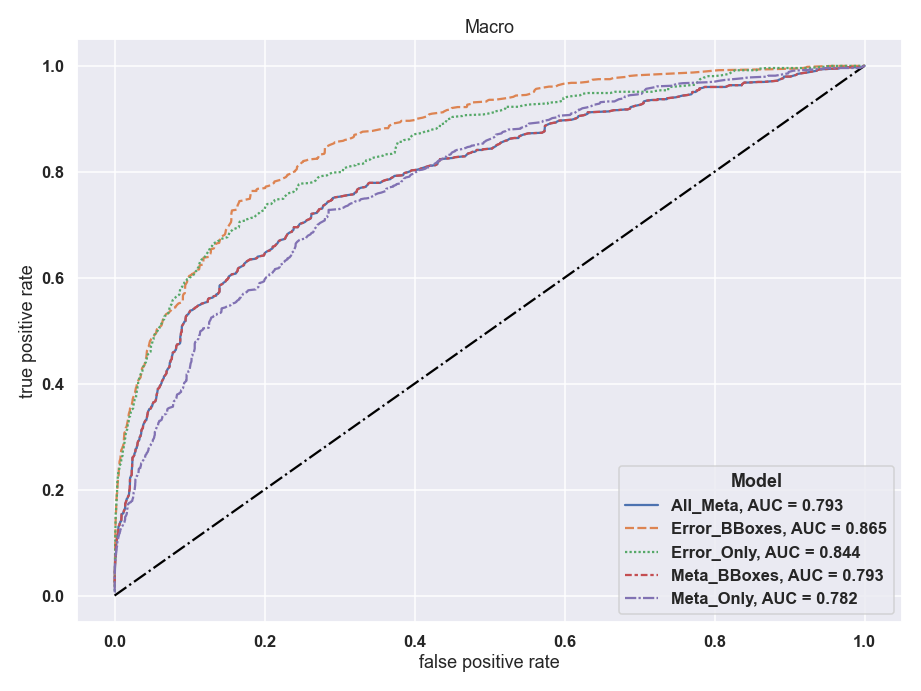 Macro
true positive rate
1.0
0.8
0.6
0.4
0.2
0.0
Model
All_Meta, AUC = 0.793
Error_BBoxes, AUC = 0.865
Error_Only, AUC = 0.844
Meta_BBoxes, AUC = 0.793
Meta_Only, AUC = 0.782
0.0 0.2 0.4 0.6 0.8 1.0
false positive rate